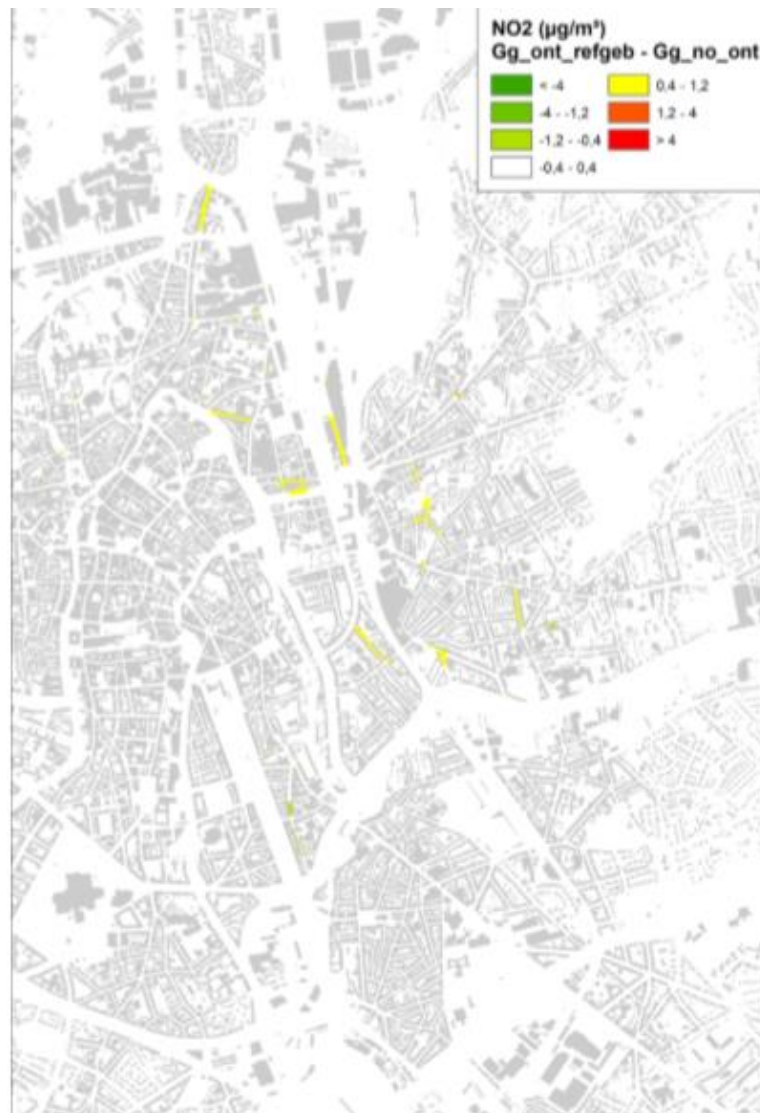 NO2 (µg/m³)
Gg_ont_refgeb - Gg_no_ont
< -4
0,4 - 1,2
-4 - -1,2
1,2 - 4
-1,2 - -0,4
> 4
-0,4 - 0,4